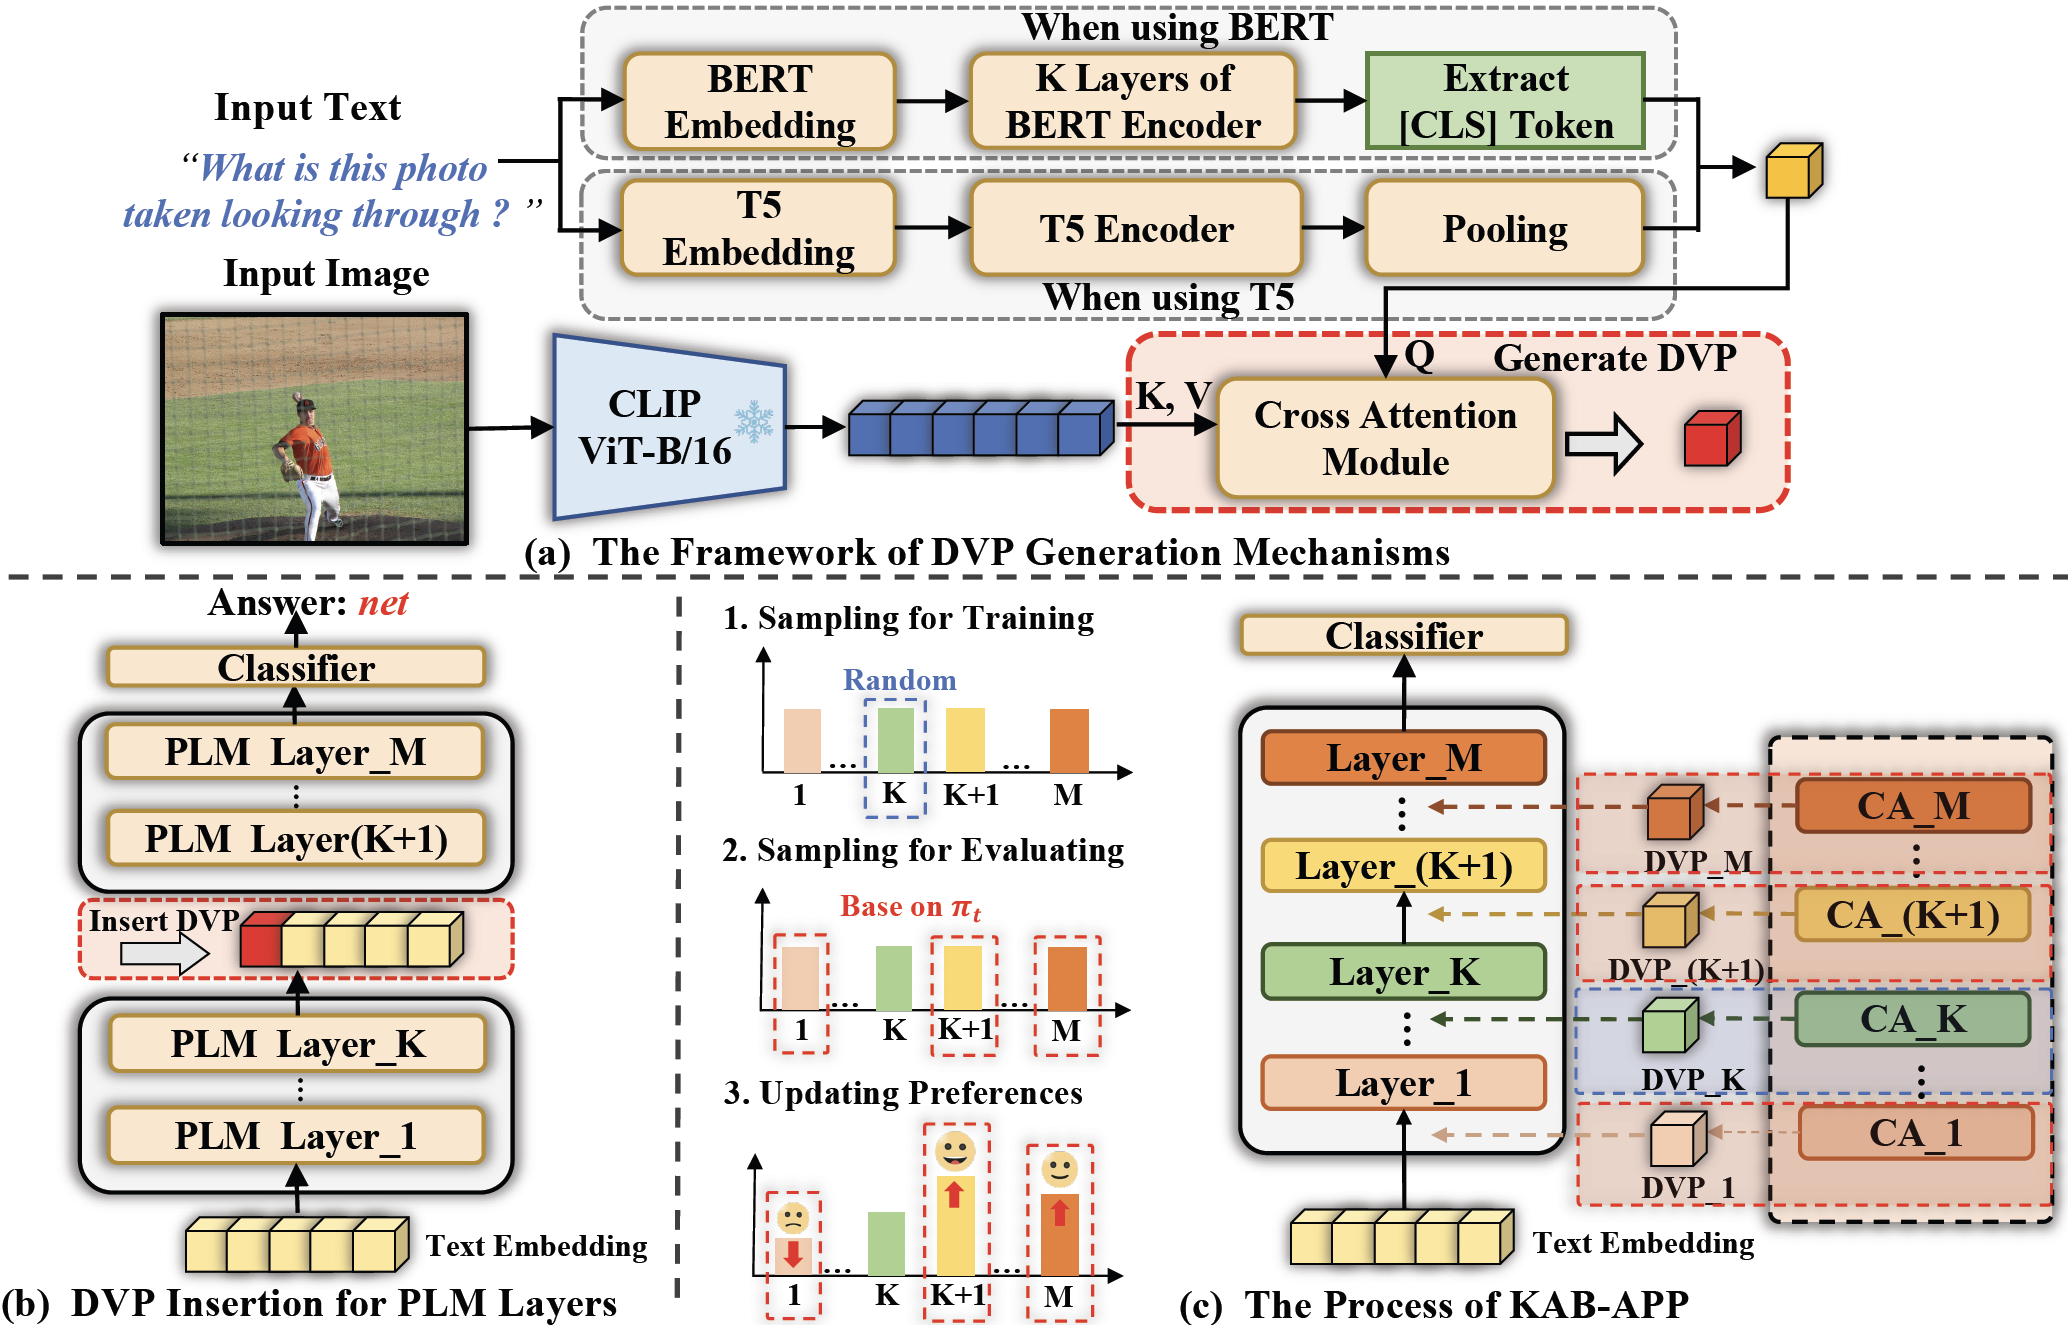 When using BERT
BERT
Embedding
K Layers of
BERT Encoder
Extract
[CLS] Token
Input Text
“What is this photo
taken looking through ? ”
T5
Embedding
T5 Encoder
Pooling
When using T5
Input Image
CLIP
ViT-B/16
K, V
Q
Generate DVP
Cross Attention
Module
(a) The Framework of DVP Generation Mechanisms
Answer: net
Classifier
PLM Layer_M
⋮
PLM Layer(K+1)
Insert DVP
PLM Layer_K
⋮
PLM Layer_1
Text Embedding
(b) DVP Insertion for PLM Layers
1. Sampling for Training
Random
... ...
1 K K+1 M
2. Sampling for Evaluating
Base on π_t
... ...
1 K K+1 M
3. Updating Preferences
... ...
1 K K+1 M
Classifier
Layer_M
⋮
Layer_(K+1)
Layer_K
⋮
Layer_1
Text Embedding
CA_M
DVP_M
⋮
CA_(K+1)
DVP_(K+1)
CA_K
DVP_K
⋮
CA_1
DVP_1
(c) The Process of KAB-APP